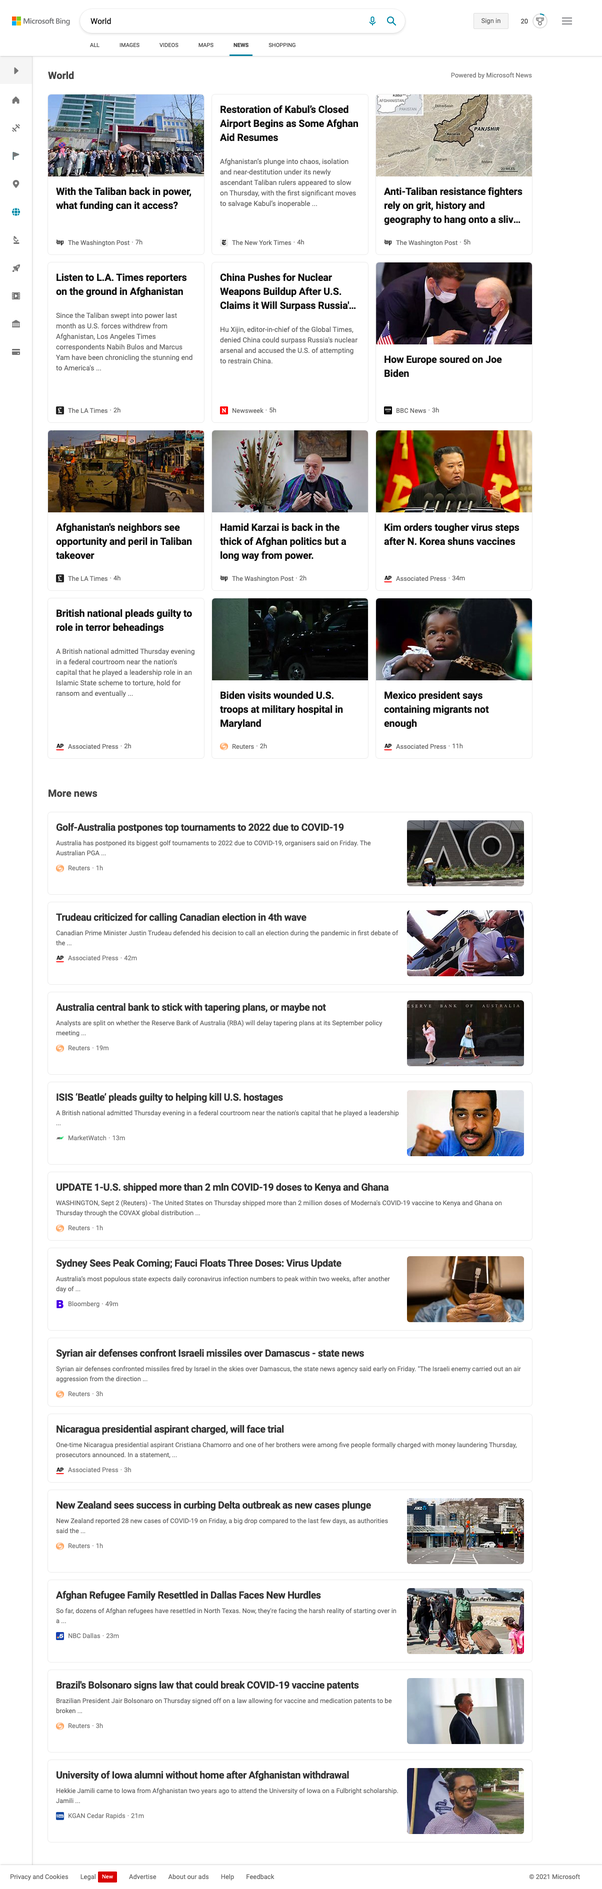 Microsoft Bing
World
Sign in
20
ALL
IMAGES
VIDEOS
MAPS
NEWS
SHOPPING
World
Powered by Microsoft News
With the Taliban back in power,
what funding can it access?
The Washington Post · 7h
Restoration of Kabul's Closed
Airport Begins as Some Afghan
Aid Resumes
Afghanistan's plunge into chaos, isolation
and near-destitution under its newly
ascendant Taliban rulers appeared to slow
on Thursday, with the first significant moves
to salvage Kabul's inoperable ...
The New York Times · 4h
PANJSHIR
Anti-Taliban resistance fighters
rely on grit, history and
geography to hang onto a sliv...
The Washington Post · 5h
Listen to L.A. Times reporters
on the ground in Afghanistan
Since the Taliban swept into power last
month as U.S. forces withdrew from
Afghanistan, Los Angeles Times
correspondents Nabih Bulos and Marcus
Yam have been chronicling the stunning end
to America's ...
The LA Times · 2h
China Pushes for Nuclear
Weapons Buildup After U.S.
Claims it Will Surpass Russia'...
Hu Xijin, editor-in-chief of the Global Times,
denied China could surpass Russia's nuclear
arsenal and accused the U.S. of attempting
to restrain China.
Newsweek · 5h
How Europe soured on Joe
Biden
BBC News · 3h
Afghanistan's neighbors see
opportunity and peril in Taliban
takeover
The LA Times · 4h
Hamid Karzai is back in the
thick of Afghan politics but a
long way from power.
The Washington Post · 2h
Kim orders tougher virus steps
after N. Korea shuns vaccines
Associated Press · 34m
British national pleads guilty to
role in terror beheadings
A British national admitted Thursday evening
in a federal courtroom near the nation's
capital that he played a leadership role in an
Islamic State scheme to torture, hold for
ransom and eventually ...
Associated Press · 2h
Biden visits wounded U.S.
troops at military hospital in
Maryland
Reuters · 2h
Mexico president says
containing migrants not
enough
Associated Press · 11h
More news
Golf-Australia postpones top tournaments to 2022 due to COVID-19
Australia has postponed its biggest golf tournaments to 2022 due to COVID-19, organisers said on Friday. The
Australian PGA ...
Reuters · 1h
AO
Trudeau criticized for calling Canadian election in 4th wave
Canadian Prime Minister Justin Trudeau defended his decision to call an election during the pandemic in first debate of
the ...
Associated Press · 42m
Australia central bank to stick with tapering plans, or maybe not
Analysts are split on whether the Reserve Bank of Australia (RBA) will delay tapering plans at its September policy
meeting ...
Reuters · 19m
RESERVE BANK OF AUSTRALIA
ISIS 'Beatle' pleads guilty to helping kill U.S. hostages
A British national admitted Thursday evening in a federal courtroom near the nation's capital that he played a leadership
...
MarketWatch · 13m
UPDATE 1-U.S. shipped more than 2 mln COVID-19 doses to Kenya and Ghana
WASHINGTON, Sept 2 (Reuters) - The United States on Thursday shipped more than 2 million doses of Moderna's COVID-19 vaccine to Kenya and Ghana on
Thursday through the COVAX global distribution ...
Reuters · 1h
Sydney Sees Peak Coming; Fauci Floats Three Doses: Virus Update
Australia's most populous state expects daily coronavirus infection numbers to peak within two weeks, after another
day of ...
Bloomberg · 49m
Syrian air defenses confront Israeli missiles over Damascus - state news
Syrian air defenses confronted missiles fired by Israel in the skies over Damascus, the state news agency said early on Friday. "The Israeli enemy carried out an air
aggression from the direction ...
Reuters · 3h
Nicaragua presidential aspirant charged, will face trial
One-time Nicaragua presidential aspirant Cristiana Chamorro and one of her brothers were among five people formally charged with money laundering Thursday,
prosecutors announced. In a statement, ...
Associated Press · 3h
New Zealand sees success in curbing Delta outbreak as new cases plunge
New Zealand reported 28 new cases of COVID-19 on Friday, a big drop compared to the last few days, as authorities
said the ...
Reuters · 1h
Afghan Refugee Family Resettled in Dallas Faces New Hurdles
So far, dozens of Afghan refugees have resettled in North Texas. Now, they're facing the harsh reality of starting over in
a ...
NBC Dallas · 23m
Brazil's Bolsonaro signs law that could break COVID-19 vaccine patents
Brazilian President Jair Bolsonaro on Thursday signed off on a law allowing for vaccine and medication patents to be
broken ...
Reuters · 3h
University of Iowa alumni without home after Afghanistan withdrawal
Hekkie Jamili came to Iowa from Afghanistan two years ago to attend the University of Iowa on a Fulbright scholarship.
Jamili ...
KGAN Cedar Rapids · 21m
Privacy and Cookies
Legal
New
Advertise
About our ads
Help
Feedback
© 2021 Microsoft